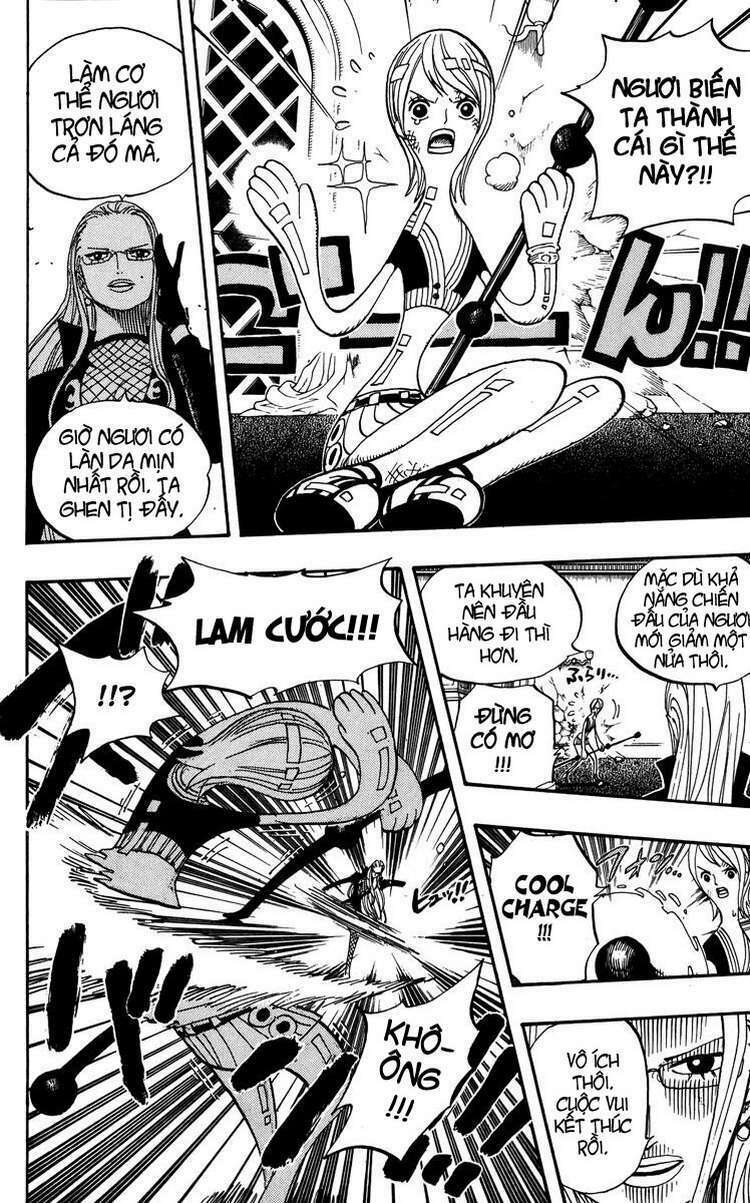 NGƯƠI BIẾN
TA THÀNH
CÁI GÌ THẾ
NÀY?!!
LÀM CƠ
THỂ NGƯƠI
TRƠN LÁNG
CẢ ĐÓ MÀ.
GIỜ NGƯƠI CÓ
LÀN DA MỊN
NHẤT RỒI. TA
GHEN TỊ ĐẤY.
MẶC DÙ KHẢ
NĂNG CHIẾN
ĐẤU CỦA NGƯƠI
MỚI GIẢM MỘT
NỬA THÔI.
TA KHUYÊN
NÊN ĐẦU
HÀNG ĐI THÌ
HƠN.
ĐỪNG
CÓ MƠ
!!!
COOL
CHARGE
!!!
VÔ ÍCH
THÔI.
CUỘC VUI
KẾT THÚC
RỒI.
LAM CƯỚC!!!
!!?
KHÔ-
ÔNG
!!!